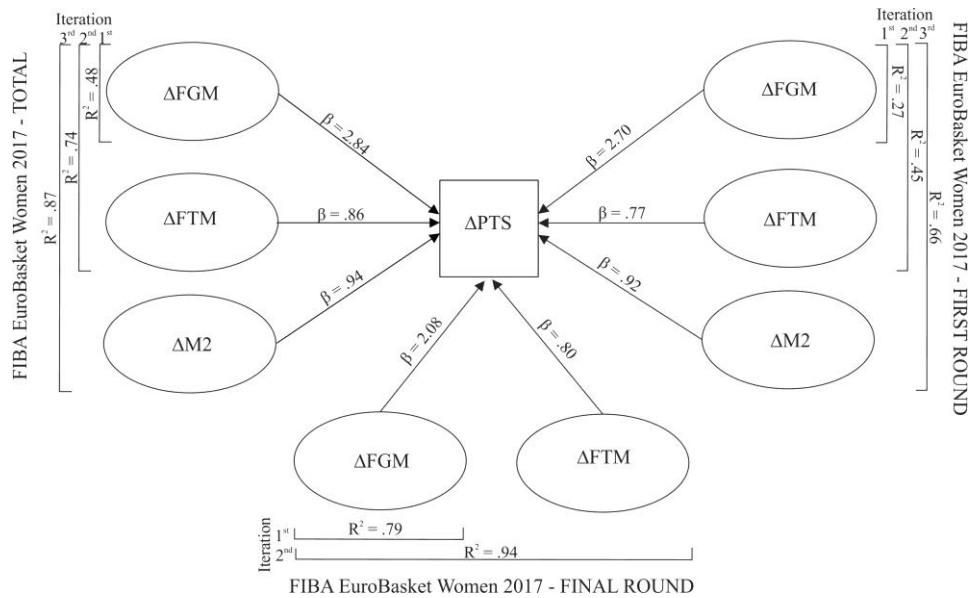 Iteration
3rd 2nd 1st
FIBA EuroBasket Women 2017 - TOTAL
R² = .87
R² = .74
R² = .48
ΔFGM
β = 2.84
ΔFTM
β = .86
ΔM2
β = .94
ΔPTS
Iteration
1st 2nd 3rd
ΔFGM
β = 2.70
ΔFTM
β = .77
ΔM2
β = .92
R² = .27
R² = .45
R² = .66
FIBA EuroBasket Women 2017 - FIRST ROUND
β = 2.08
β = .80
ΔFGM
ΔFTM
Iteration
1st
R² = .79
2nd
R² = .94
FIBA EuroBasket Women 2017 - FINAL ROUND